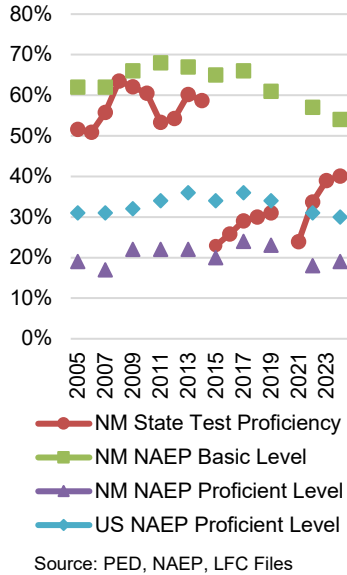 80%
70%
60%
50%
40%
30%
20%
10%
0%
2005 2007 2009 2011 2013 2015 2017 2019 2021 2023
NM State Test Proficiency
NM NAEP Basic Level
NM NAEP Proficient Level
US NAEP Proficient Level
Source: PED, NAEP, LFC Files